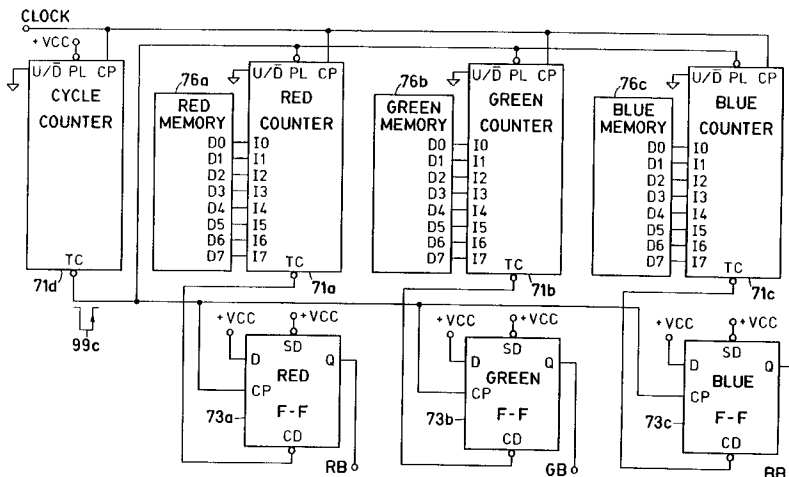 CLOCK
+VCC
U/D̅ PL CP
CYCLE
COUNTER
TC
71d
99c
76a
RED
MEMORY
D0
D1
D2
D3
D4
D5
D6
D7
U/D̅ PL CP
RED
COUNTER
I0
I1
I2
I3
I4
I5
I6
I7
TC
71a
76b
GREEN
MEMORY
D0
D1
D2
D3
D4
D5
D6
D7
U/D̅ PL CP
GREEN
COUNTER
I0
I1
I2
I3
I4
I5
I6
I7
TC
71b
76c
BLUE
MEMORY
D0
D1
D2
D3
D4
D5
D6
D7
U/D̅ PL CP
BLUE
COUNTER
I0
I1
I2
I3
I4
I5
I6
I7
TC
71c
+VCC
+VCC
SD
D
Q
RED
CP
F-F
73a
CD
RB
+VCC
+VCC
SD
D
Q
GREEN
CP
F-F
73b
CD
GB
+VCC
+VCC
SD
D
Q
BLUE
CP
F-F
73c
CD